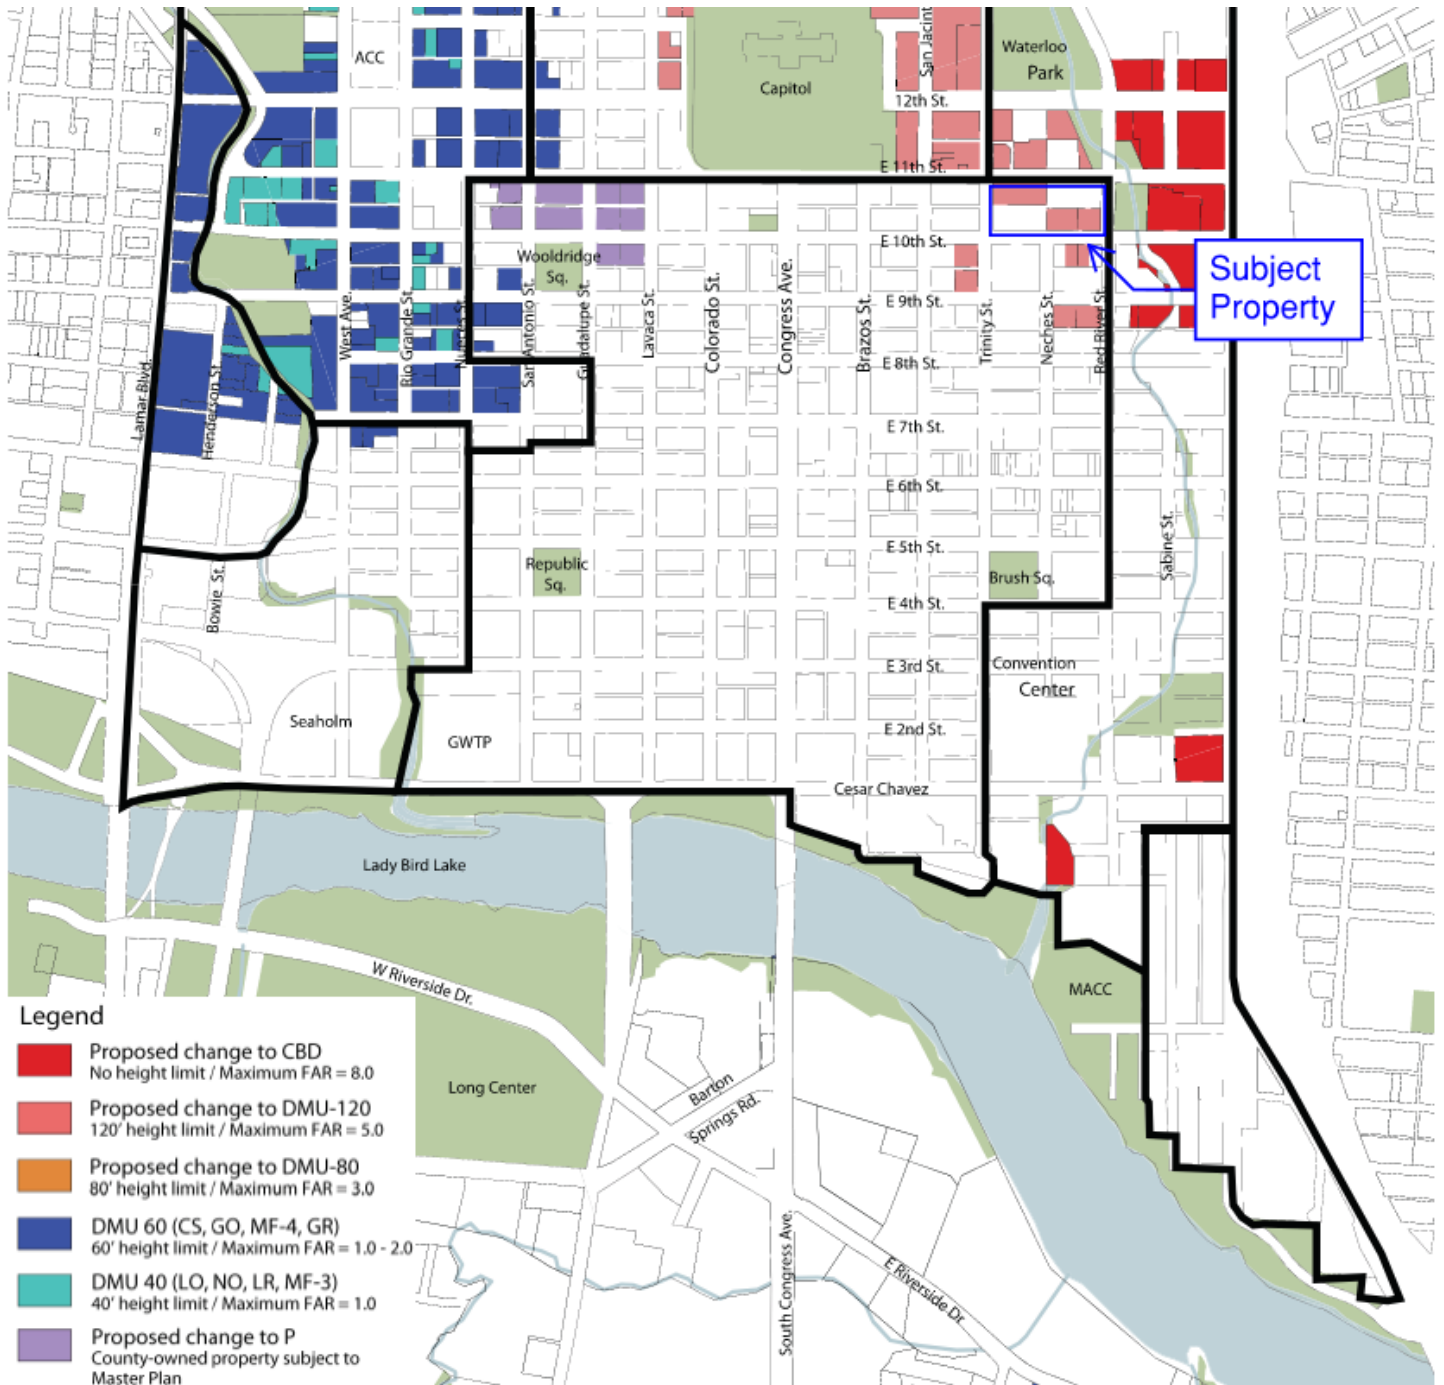 ACC
Capitol
San Jacint
Waterloo
Park
12th St.
E 11th St.
Wooldridge
Sq.
E 10th St.
Subject
Property
West Ave.
Rio Grande St.
Nueces St.
San Antonio St.
Guadalupe St.
Lavaca St.
Colorado St.
Congress Ave.
Brazos St.
E 9th St.
Trinity St.
Neches St.
Red River St.
E 8th St.
Lamar Blvd.
Henderson St.
E 7th St.
E 6th St.
E 5th St.
Republic
Sq.
Brush Sq.
Sabine St.
Bowie St.
E 4th St.
E 3rd St.
Convention
Center
Seaholm
GWTP
E 2nd St.
Cesar Chavez
Lady Bird Lake
W Riverside Dr.
MACC
Long Center
Barton
Springs Rd.
South Congress Ave.
E Riverside Dr.
Legend
Proposed change to CBD
No height limit / Maximum FAR = 8.0
Proposed change to DMU-120
120' height limit / Maximum FAR = 5.0
Proposed change to DMU-80
80' height limit / Maximum FAR = 3.0
DMU 60 (CS, GO, MF-4, GR)
60' height limit / Maximum FAR = 1.0 - 2.0
DMU 40 (LO, NO, LR, MF-3)
40' height limit / Maximum FAR = 1.0
Proposed change to P
County-owned property subject to
Master Plan